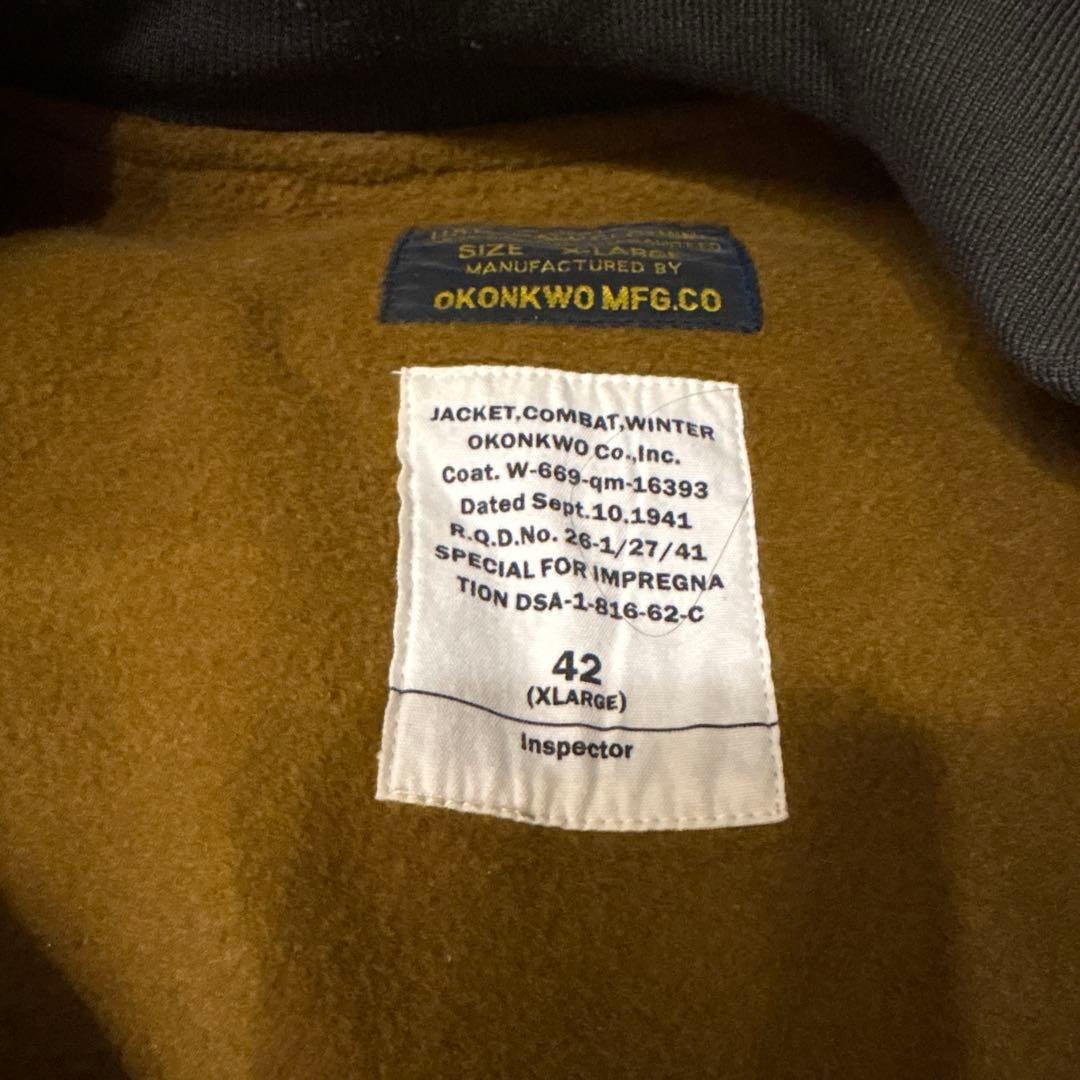 SIZE X-LARGE
MANUFACTURED BY
OKONKWO MFG.CO
JACKET,COMBAT,WINTER
OKONKWO Co.,Inc.
Coat. W-669-qm-16393
Dated Sept.10.1941
R.Q.D.No. 26-1/27/41
SPECIAL FOR IMPREGNA
TION DSA-1-816-62-C
42
(XLARGE)
Inspector